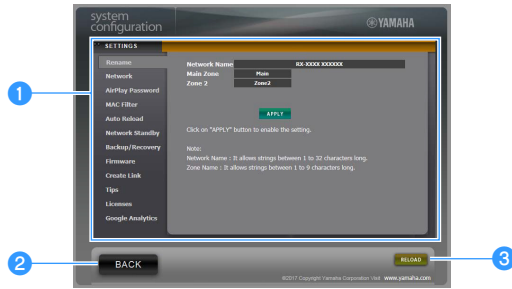 system
configuration
YAMAHA
SETTINGS
Rename
Network
AirPlay Password
MAC Filter
Auto Reload
Network Standby
Backup/Recovery
Firmware
Create Link
Tips
Licenses
Google Analytics
Network Name RX-XXXX XXXXXX
Main Zone Main
Zone 2 Zone2
APPLY
Click on "APPLY" button to enable the setting.
Note:
Network Name : It allows strings between 1 to 32 characters long.
Zone Name : It allows strings between 1 to 9 characters long.
1
2
BACK
RELOAD
3
©2017 Copyright Yamaha Corporation Visit www.yamaha.com